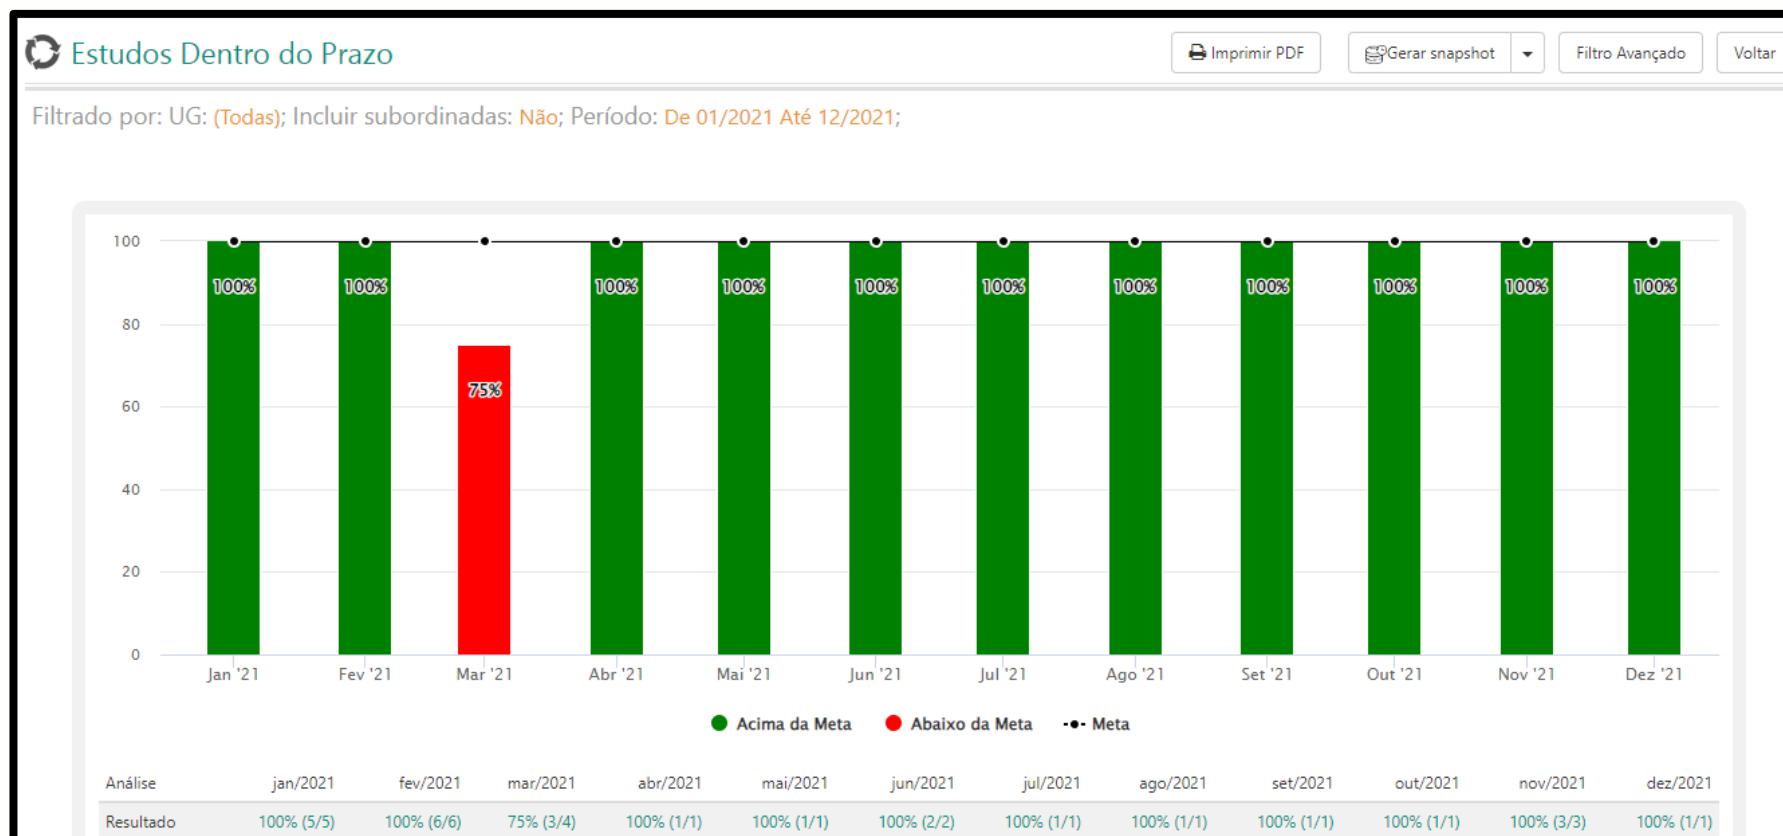 Estudos Dentro do Prazo
Imprimir PDF
Gerar snapshot
Filtro Avançado
Voltar
Filtrado por: UG: (Todas); Incluir subordinadas: Não; Período: De 01/2021 Até 12/2021;
100
80
60
40
20
0
100% 100% 75% 100% 100% 100% 100% 100% 100% 100% 100% 100%
Jan '21 Fev '21 Mar '21 Abr '21 Mai '21 Jun '21 Jul '21 Ago '21 Set '21 Out '21 Nov '21 Dez '21
Acima da Meta Abaixo da Meta Meta
Análise jan/2021 fev/2021 mar/2021 abr/2021 mai/2021 jun/2021 jul/2021 ago/2021 set/2021 out/2021 nov/2021 dez/2021
Resultado 100% (5/5) 100% (6/6) 75% (3/4) 100% (1/1) 100% (1/1) 100% (2/2) 100% (1/1) 100% (1/1) 100% (1/1) 100% (1/1) 100% (3/3) 100% (1/1)